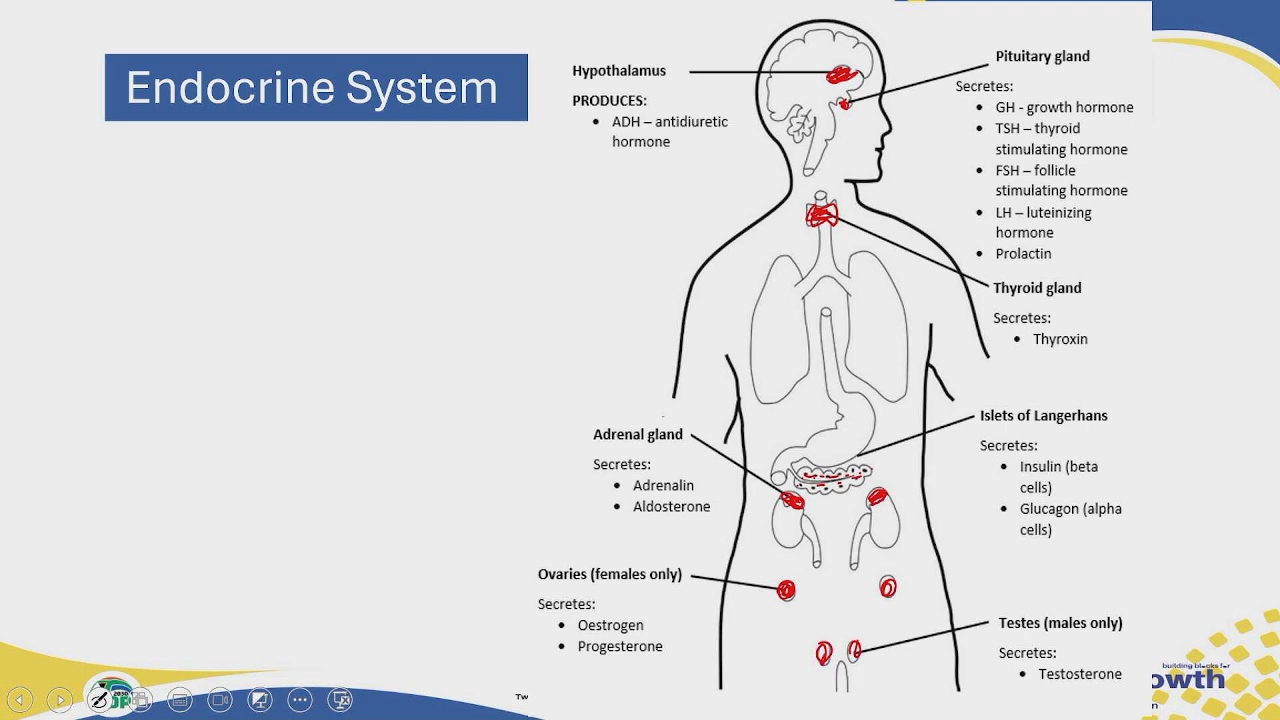 Endocrine System
Hypothalamus
PRODUCES:
• ADH – antidiuretic
hormone
Pituitary gland
Secretes:
• GH - growth hormone
• TSH – thyroid
stimulating hormone
• FSH – follicle
stimulating hormone
• LH – luteinizing
hormone
• Prolactin
Thyroid gland
Secretes:
• Thyroxin
Adrenal gland
Secretes:
• Adrenalin
• Aldosterone
Islets of Langerhans
Secretes:
• Insulin (beta
cells)
• Glucagon (alpha
cells)
Ovaries (females only)
Secretes:
• Oestrogen
• Progesterone
Testes (males only)
Secretes:
• Testosterone
building blocks for
owth
n
2030
Tw